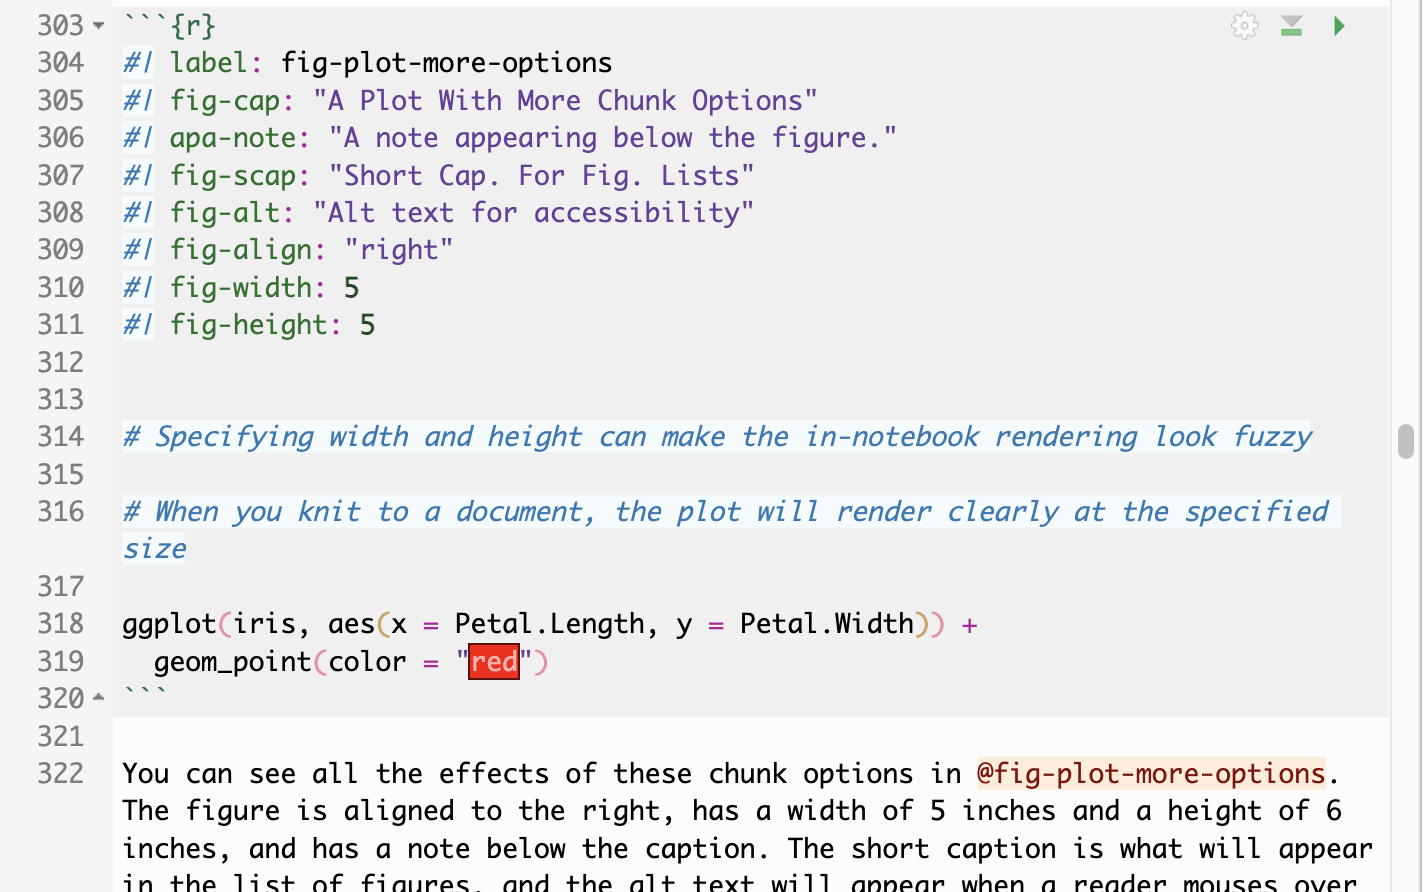 303 ```{r}
304 #| label: fig-plot-more-options
305 #| fig-cap: "A Plot With More Chunk Options"
306 #| apa-note: "A note appearing below the figure."
307 #| fig-scap: "Short Cap. For Fig. Lists"
308 #| fig-alt: "Alt text for accessibility"
309 #| fig-align: "right"
310 #| fig-width: 5
311 #| fig-height: 5
312
313
314 # Specifying width and height can make the in-notebook rendering look fuzzy
315
316 # When you knit to a document, the plot will render clearly at the specified
size
317
318 ggplot(iris, aes(x = Petal.Length, y = Petal.Width)) +
319   geom_point(color = "red")
320 ```
321
322 You can see all the effects of these chunk options in @fig-plot-more-options.
The figure is aligned to the right, has a width of 5 inches and a height of 6
inches, and has a note below the caption. The short caption is what will appear
in the list of figures, and the alt text will appear when a reader mouses over